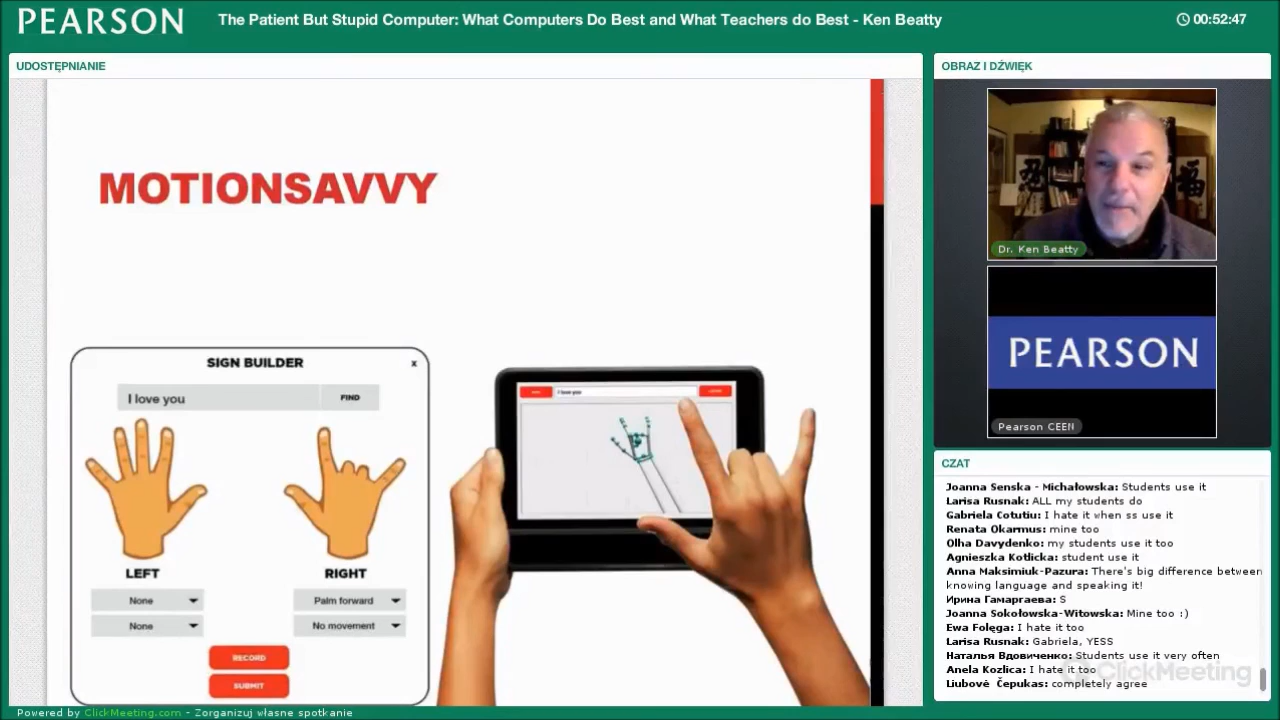 PEARSON
The Patient But Stupid Computer: What Computers Do Best and What Teachers do Best - Ken Beatty
00:52:47
UDOSTĘPNIANIE
OBRAZ I DŹWIĘK
MOTIONSAVVY
SIGN BUILDER
x
I love you
FIND
LEFT
RIGHT
None
Palm forward
None
No movement
RECORD
SUBMIT
I love you
Dr. Ken Beatty
PEARSON
Pearson CEEN
CZAT
Joanna Senska - Michałowska: Students use it
Larisa Rusnak: ALL my students do
Gabriela Cotutiu: I hate it when ss use it
Renata Okarmus: mine too
Olha Davydenko: my students use it too
Agnieszka Kotlicka: student use it
Anna Maksimiuk-Pazura: There's big difference between
knowing language and speaking it!
Ирина Гамаргаева: S
Joanna Sokołowska-Witowska: Mine too :)
Ewa Folęga: I hate it too
Larisa Rusnak: Gabriela, YESS
Наталья Вдовиченко: Students use it very often
Anela Kozlica: I hate it too
Liubovė Čepukas: completely agree
ClickMeeting
Powered by ClickMeeting.com - Zorganizuj własne spotkanie